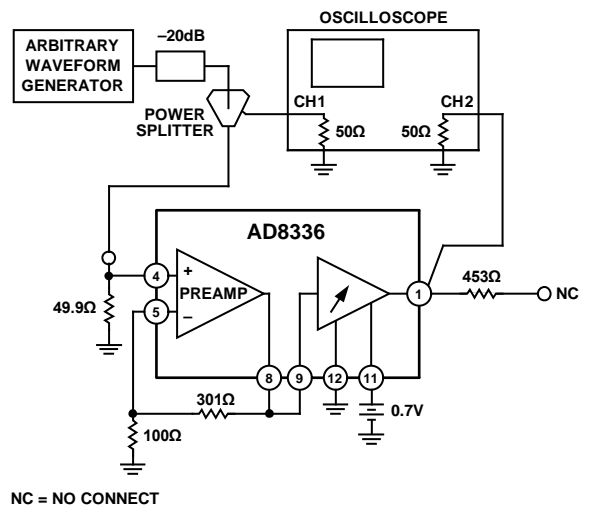 OSCILLOSCOPE
ARBITRARY
WAVEFORM
GENERATOR
–20dB
POWER
SPLITTER
CH1
CH2
50Ω
50Ω
AD8336
4
+
PREAMP
5
–
49.9Ω
1
453Ω
NC
8
9
12
11
301Ω
0.7V
100Ω
NC = NO CONNECT